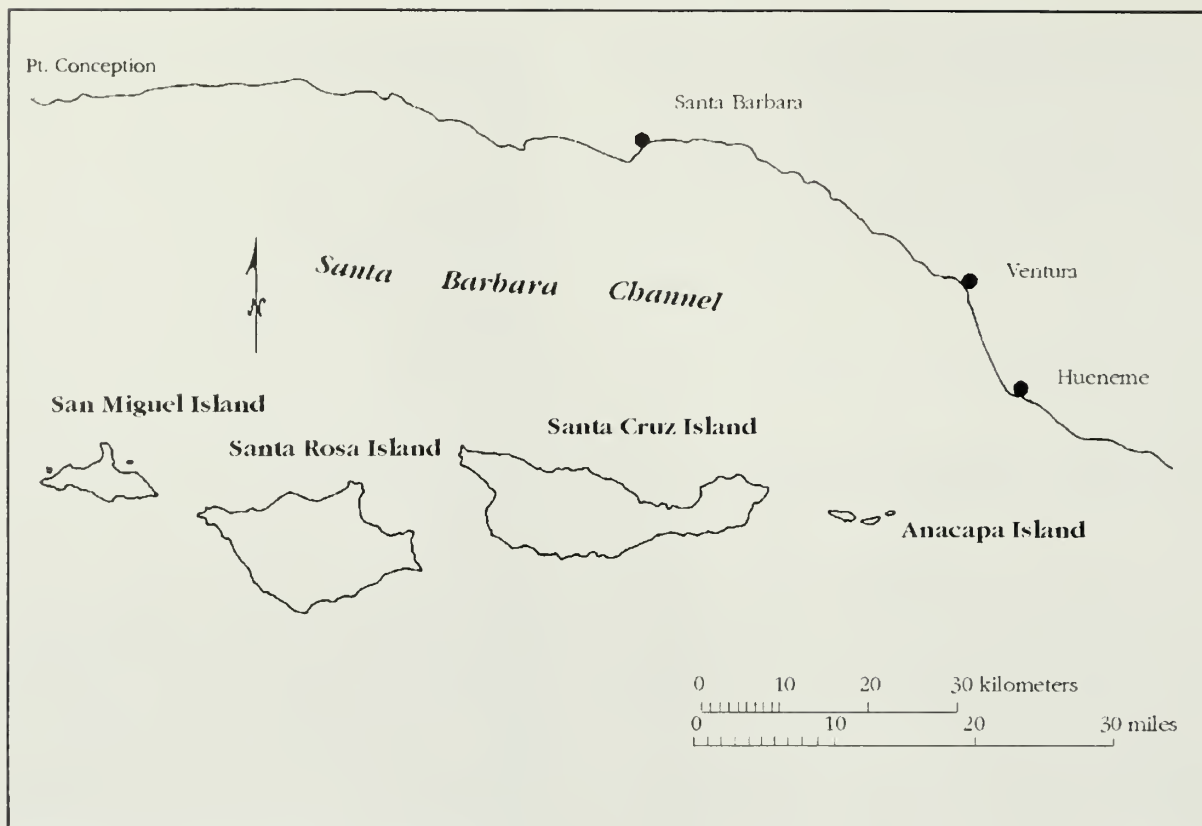 Pt. Conception
Santa Barbara
Santa Barbara Channel
Ventura
N
Hueneme
San Miguel Island
Santa Cruz Island
Santa Rosa Island
Anacapa Island
0 10 20 30 kilometers
0 10 20 30 miles